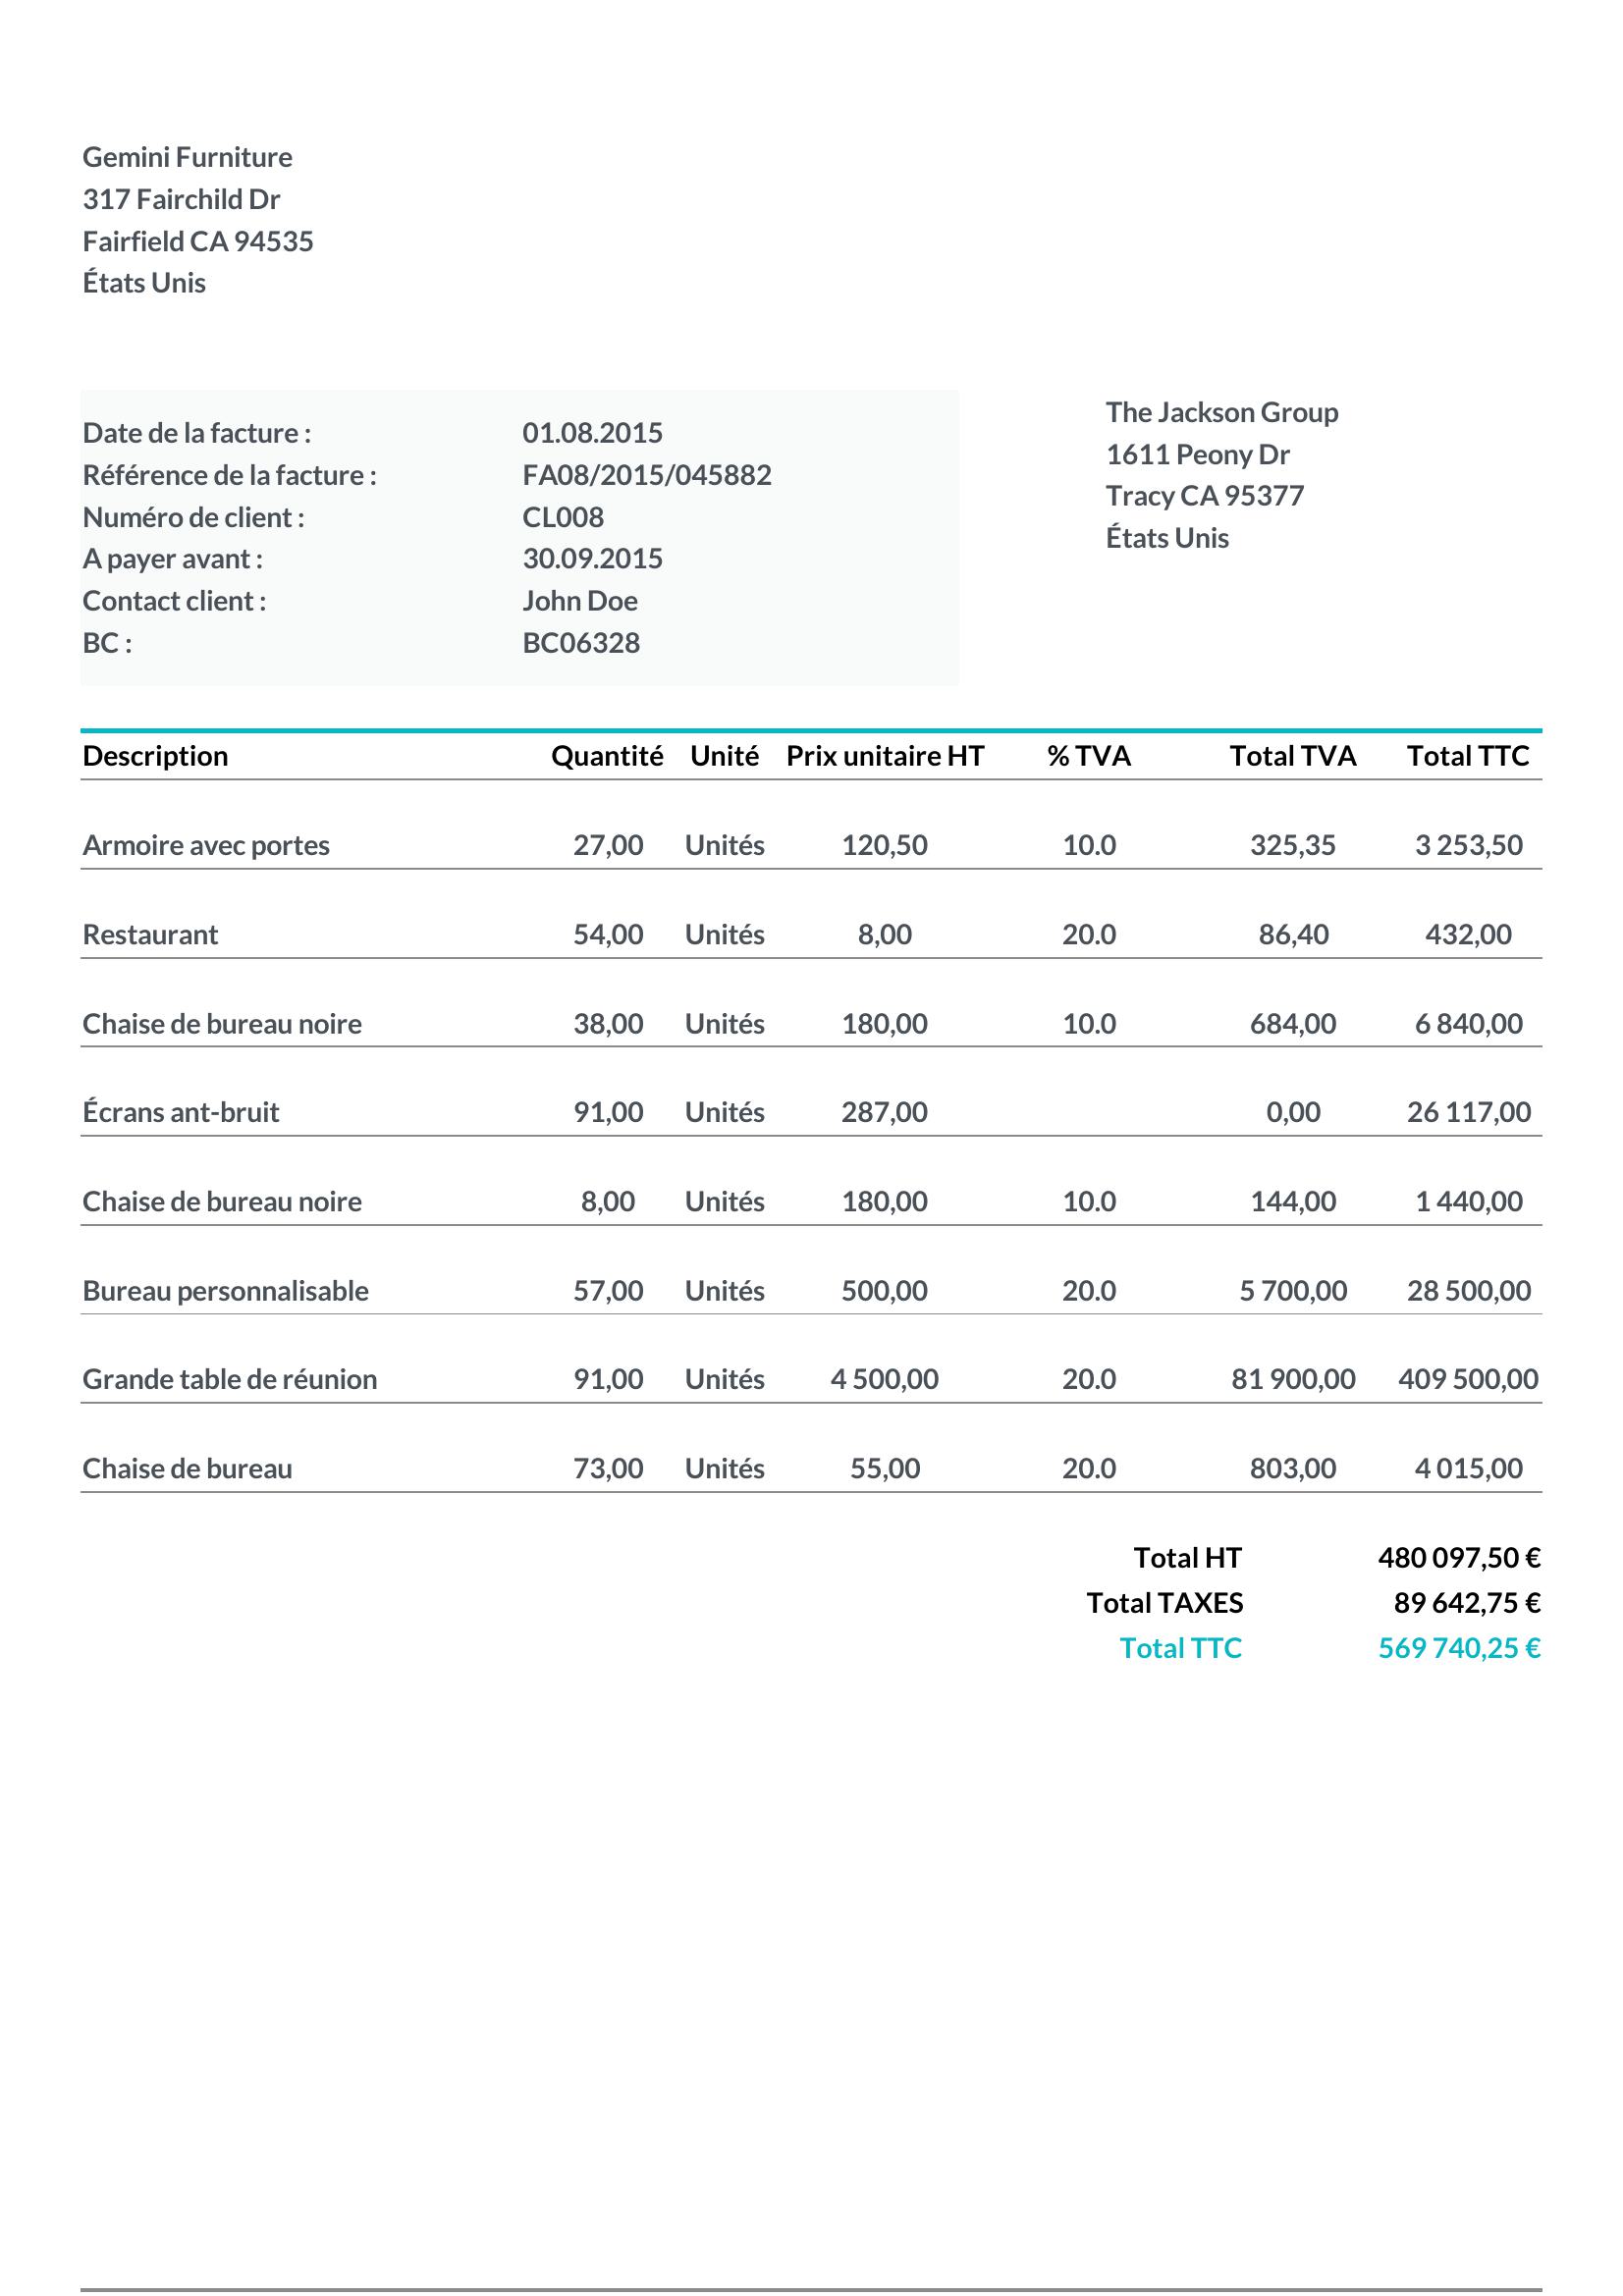 Gemini Furniture
317 Fairchild Dr
Fairfield CA 94535
États Unis
The Jackson Group
1611 Peony Dr
Tracy CA 95377
États Unis
Date de la facture : 01.08.2015
Référence de la facture : FA08/2015/045882
Numéro de client : CL008
A payer avant : 30.09.2015
Contact client : John Doe
BC : BC06328
Description Quantité Unité Prix unitaire HT % TVA Total TVA Total TTC
Armoire avec portes 27,00 Unités 120,50 10.0 325,35 3 253,50
Restaurant 54,00 Unités 8,00 20.0 86,40 432,00
Chaise de bureau noire 38,00 Unités 180,00 10.0 684,00 6 840,00
Écrans ant-bruit 91,00 Unités 287,00 0,00 26 117,00
Chaise de bureau noire 8,00 Unités 180,00 10.0 144,00 1 440,00
Bureau personnalisable 57,00 Unités 500,00 20.0 5 700,00 28 500,00
Grande table de réunion 91,00 Unités 4 500,00 20.0 81 900,00 409 500,00
Chaise de bureau 73,00 Unités 55,00 20.0 803,00 4 015,00
Total HT 480 097,50 €
Total TAXES 89 642,75 €
Total TTC 569 740,25 €